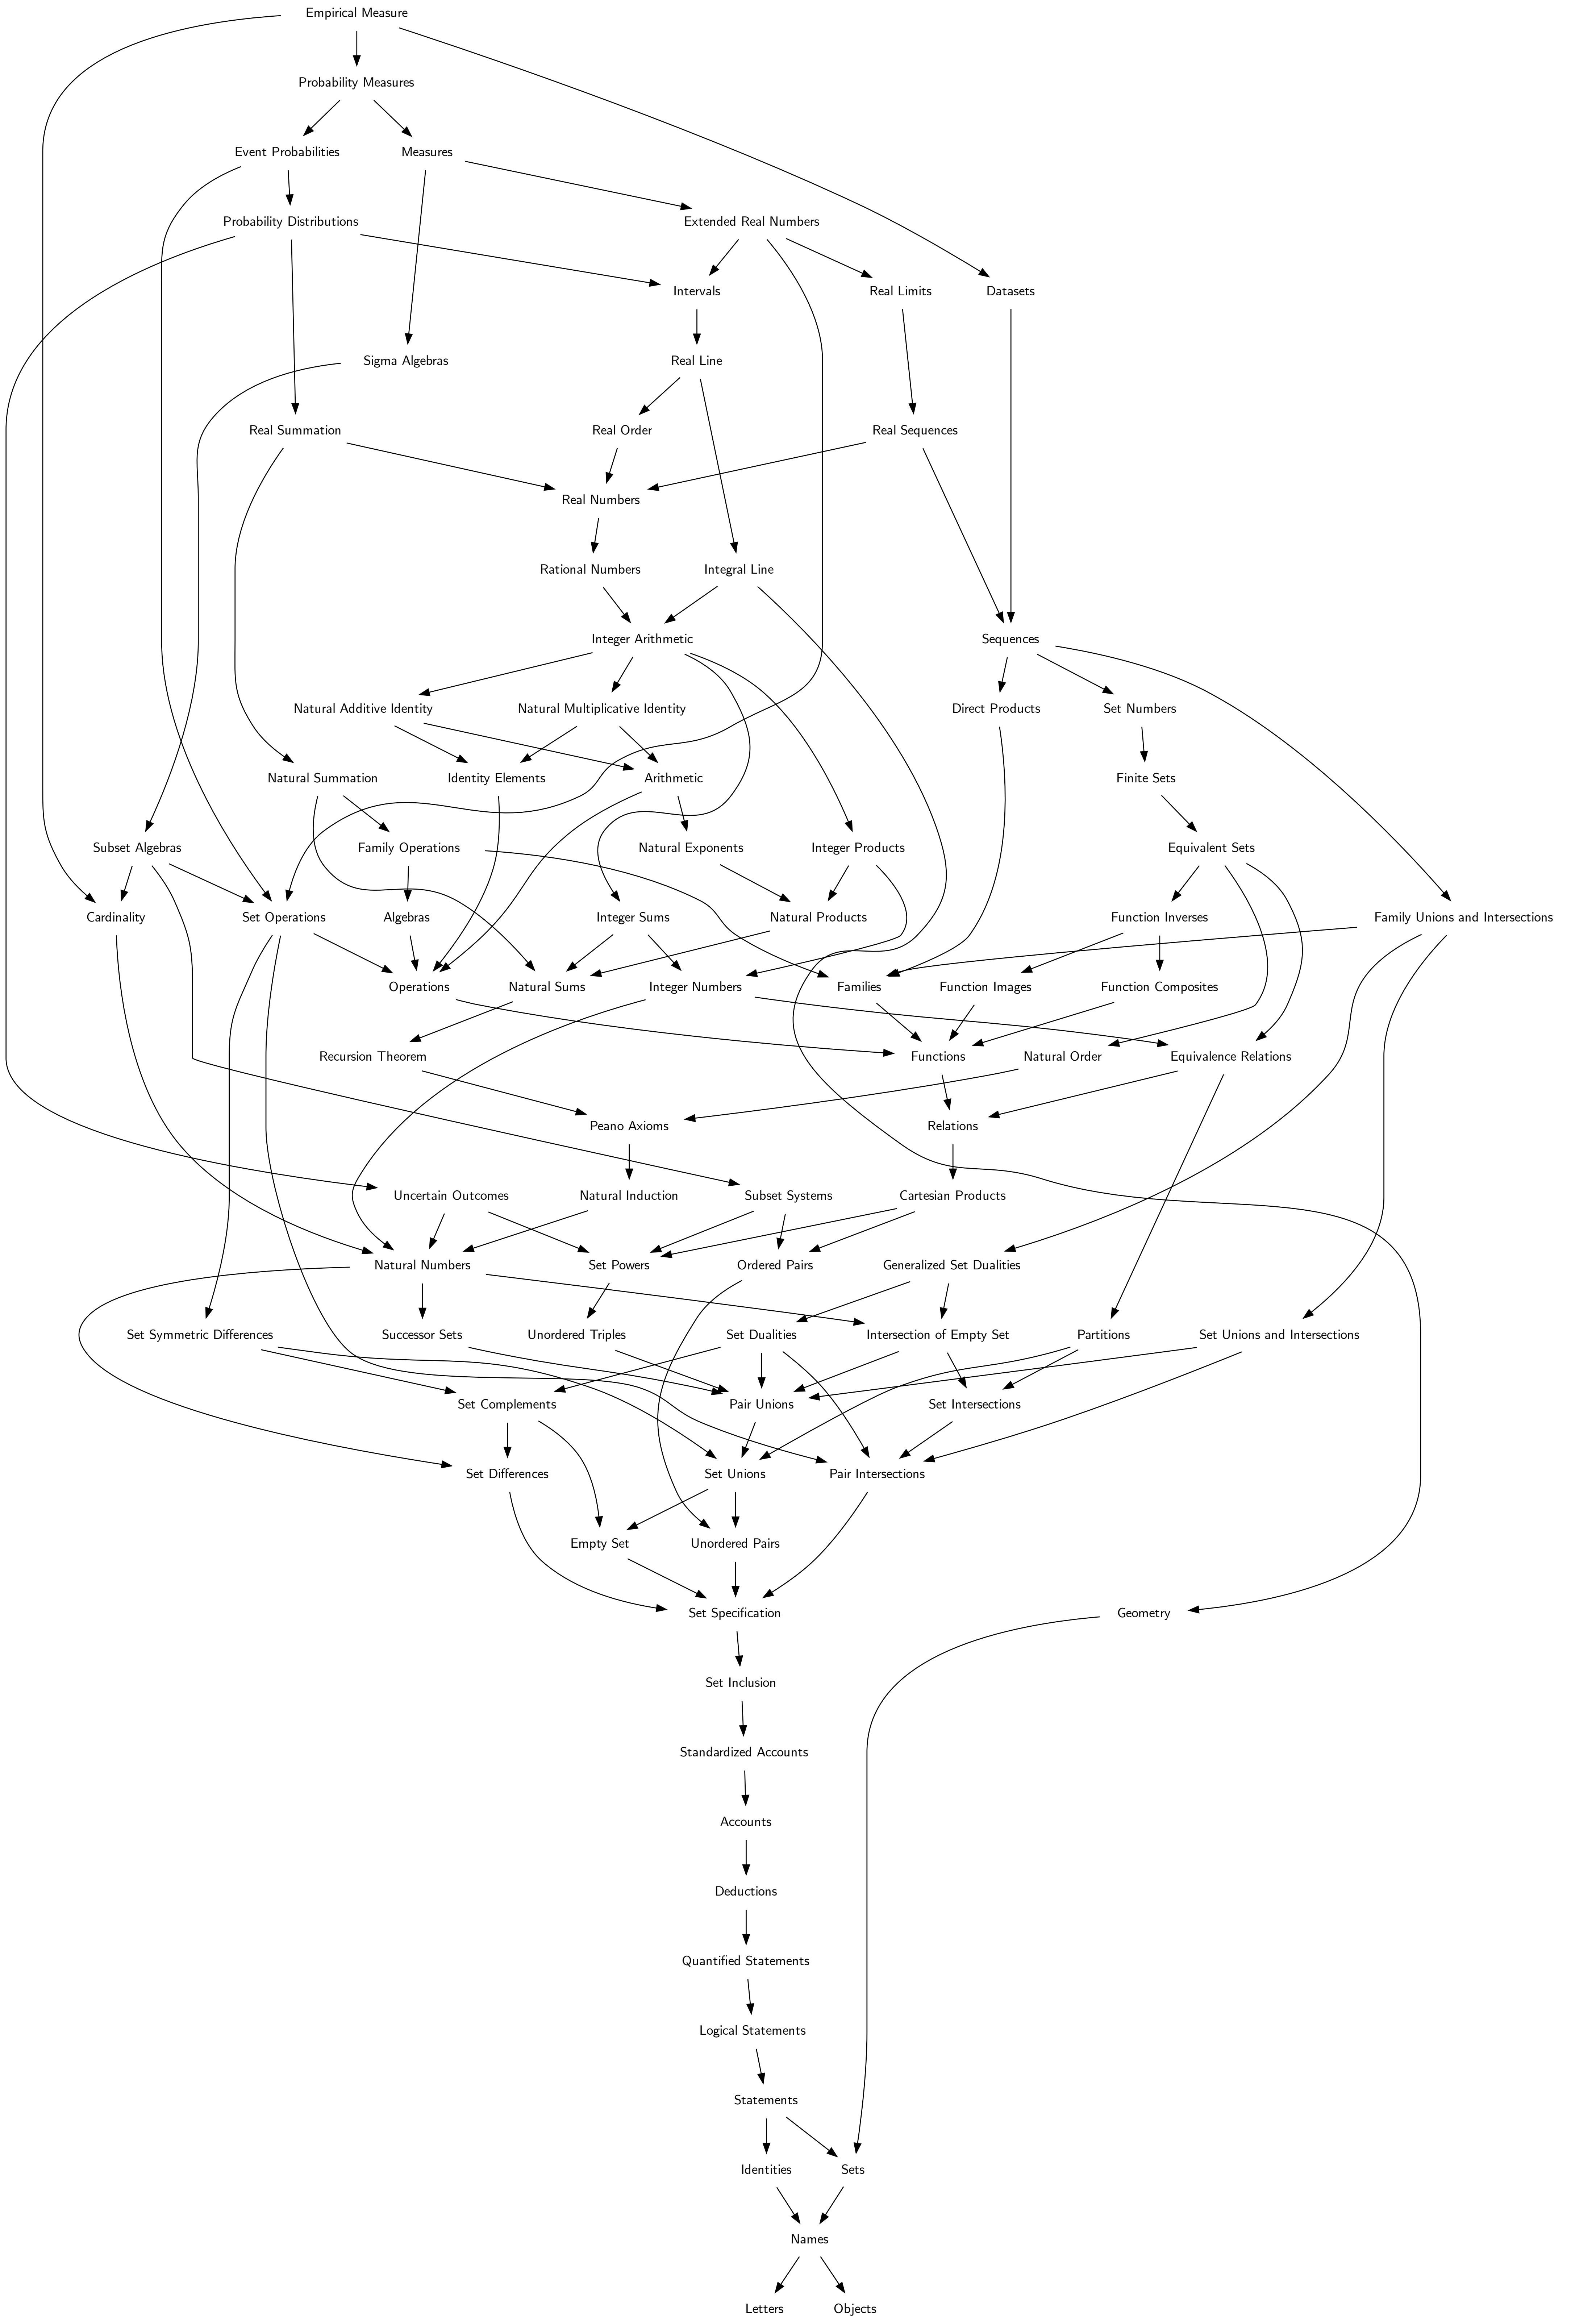 Empirical Measure
Probability Measures
Event Probabilities
Measures
Probability Distributions
Extended Real Numbers
Intervals
Real Limits
Datasets
Sigma Algebras
Real Line
Real Summation
Real Order
Real Sequences
Real Numbers
Rational Numbers
Integral Line
Integer Arithmetic
Sequences
Natural Additive Identity
Natural Multiplicative Identity
Direct Products
Set Numbers
Natural Summation
Identity Elements
Arithmetic
Finite Sets
Subset Algebras
Family Operations
Natural Exponents
Integer Products
Equivalent Sets
Cardinality
Set Operations
Algebras
Integer Sums
Natural Products
Function Inverses
Family Unions and Intersections
Operations
Natural Sums
Integer Numbers
Families
Function Images
Function Composites
Recursion Theorem
Functions
Natural Order
Equivalence Relations
Peano Axioms
Relations
Uncertain Outcomes
Natural Induction
Subset Systems
Cartesian Products
Natural Numbers
Set Powers
Ordered Pairs
Generalized Set Dualities
Set Symmetric Differences
Successor Sets
Unordered Triples
Set Dualities
Intersection of Empty Set
Partitions
Set Unions and Intersections
Set Complements
Pair Unions
Set Intersections
Set Differences
Set Unions
Pair Intersections
Empty Set
Unordered Pairs
Set Specification
Geometry
Set Inclusion
Standardized Accounts
Accounts
Deductions
Quantified Statements
Logical Statements
Statements
Identities
Sets
Names
Letters
Objects